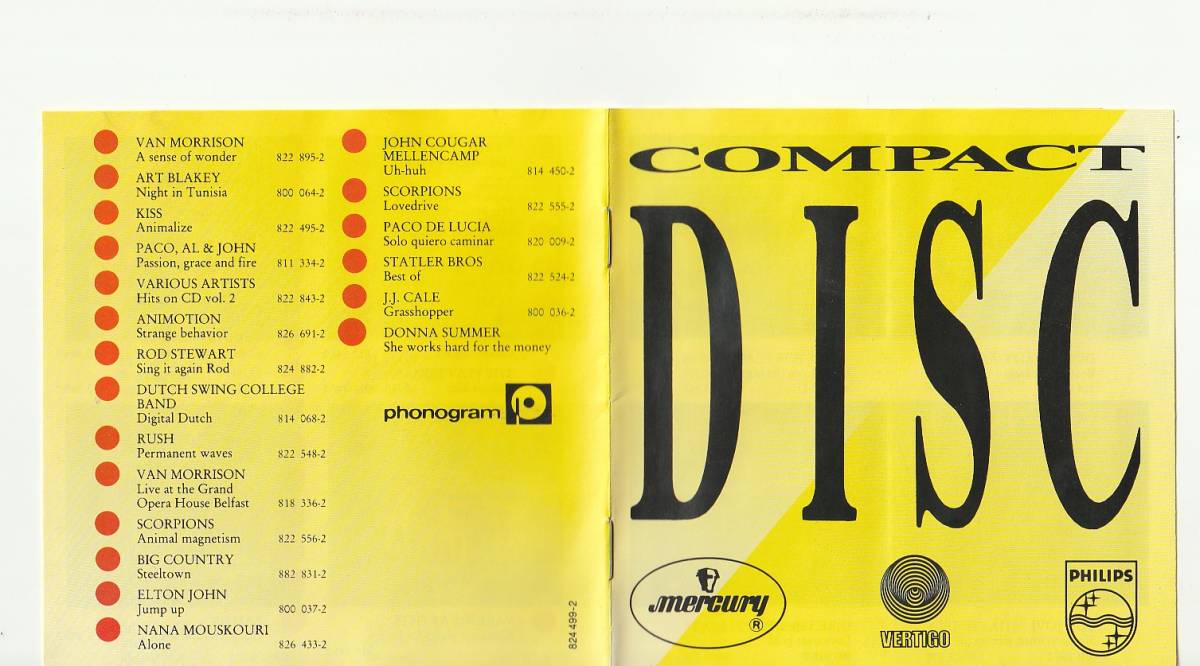 VAN MORRISON
A sense of wonder 822 895-2
ART BLAKEY
Night in Tunisia 800 064-2
KISS
Animalize 822 495-2
PACO, AL & JOHN
Passion, grace and fire 811 334-2
VARIOUS ARTISTS
Hits on CD vol. 2 822 843-2
ANIMOTION
Strange behavior 826 691-2
ROD STEWART
Sing it again Rod 824 882-2
DUTCH SWING COLLEGE
BAND
Digital Dutch 814 068-2
RUSH
Permanent waves 822 548-2
VAN MORRISON
Live at the Grand
Opera House Belfast 818 336-2
SCORPIONS
Animal magnetism 822 556-2
BIG COUNTRY
Steeltown 882 831-2
ELTON JOHN
Jump up 800 037-2
NANA MOUSKOURI
Alone 826 433-2
JOHN COUGAR
MELLENCAMP
Uh-huh 814 450-2
SCORPIONS
Lovedrive 822 555-2
PACO DE LUCIA
Solo quiero caminar 820 009-2
STATLER BROS
Best of 822 524-2
J.J. CALE
Grasshopper 800 036-2
DONNA SUMMER
She works hard for the money
phonogram
824 499-2
COMPACT
DISC
mercury ®
VERTIGO
PHILIPS